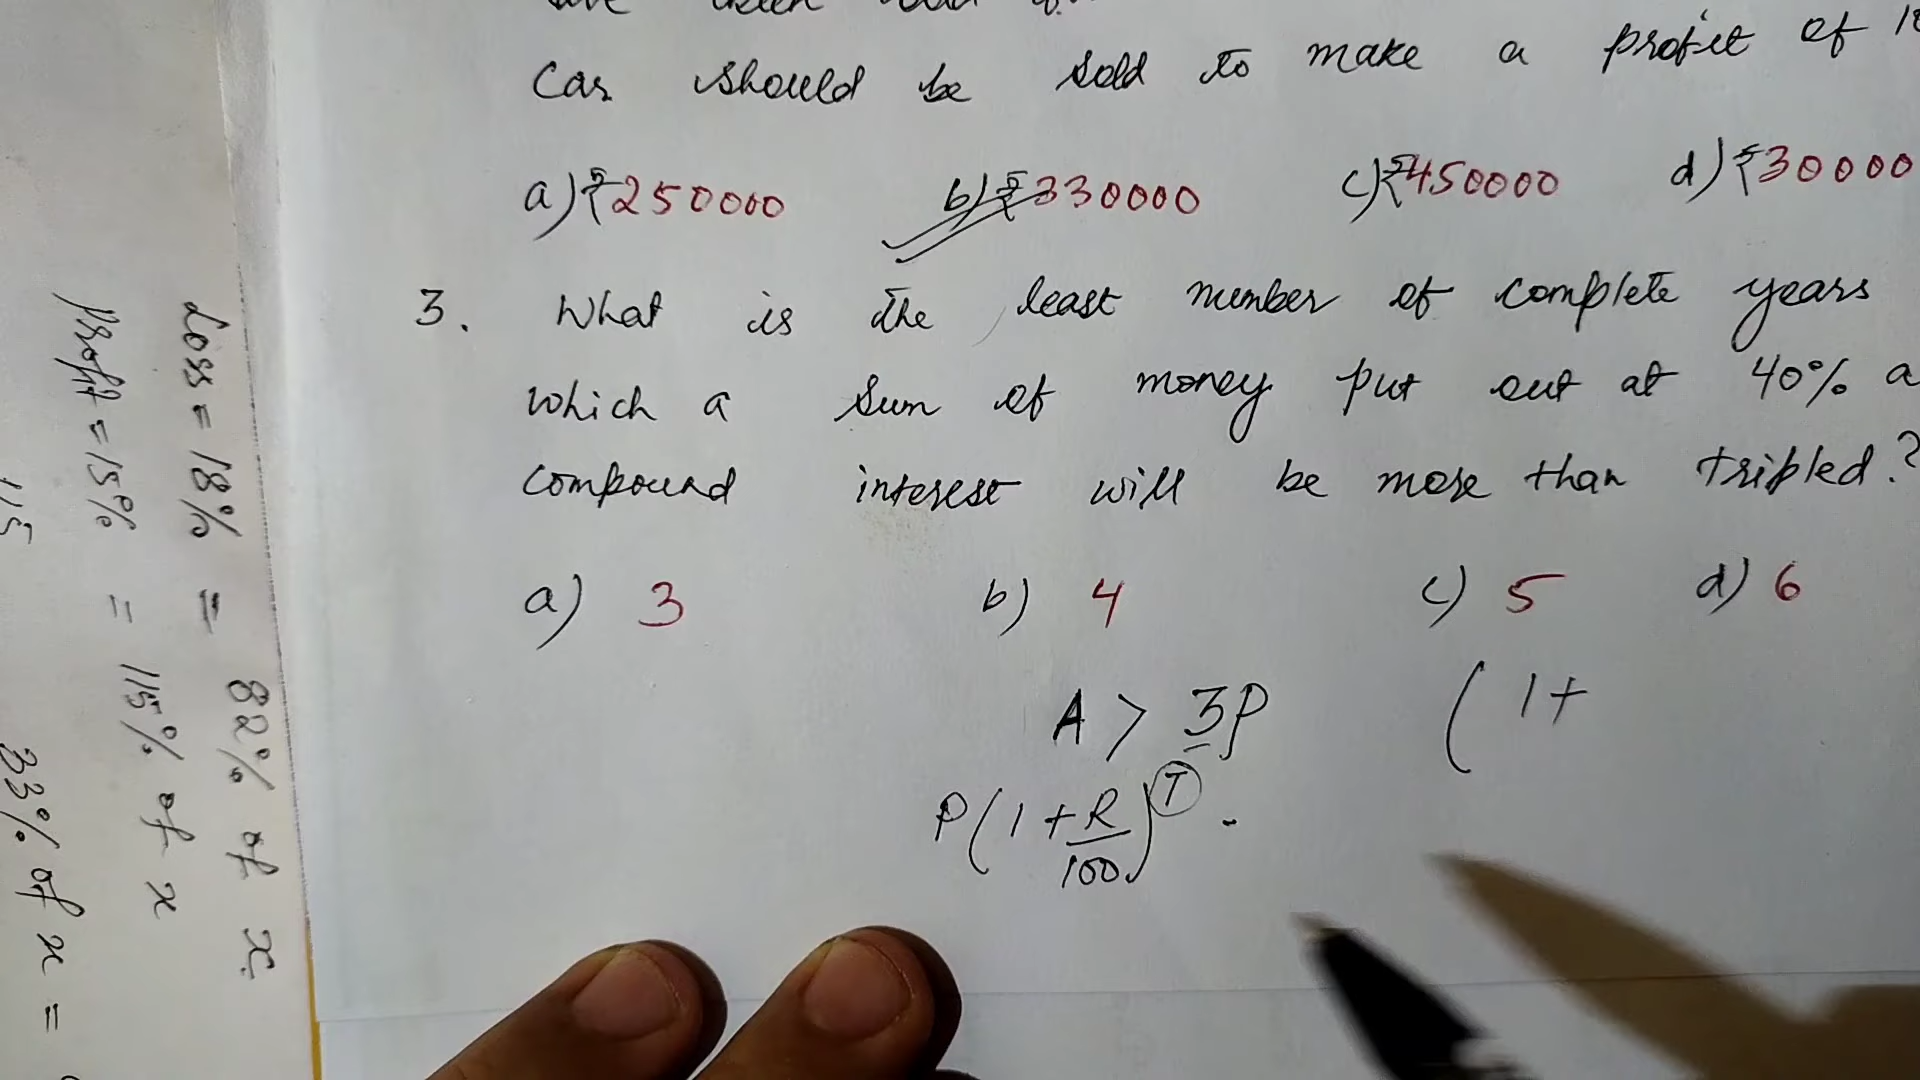 Car should be sold to make a profit of
a) ₹250000 b) ₹330000 c) ₹450000 d) ₹30000
3. What is the least number of complete years
which a sum of money put out at 40%
compound interest will be more than tripled?
a) 3 b) 4 c) 5 d) 6
A > 3P
(1+
P(1+R/100)^T
Loss = 18% = 82% of x
Profit = 15% = 115% of x
33% of x =